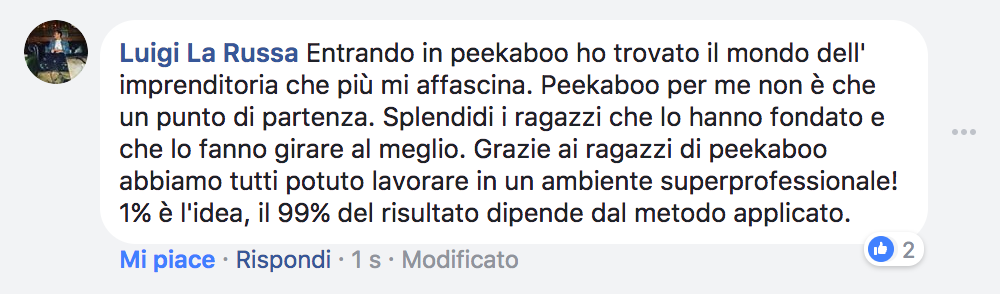 Luigi La Russa Entrando in peekaboo ho trovato il mondo dell'
imprenditoria che più mi affascina. Peekaboo per me non è che
un punto di partenza. Splendidi i ragazzi che lo hanno fondato e
che lo fanno girare al meglio. Grazie ai ragazzi di peekaboo
abbiamo tutti potuto lavorare in un ambiente superprofessionale!
1% è l'idea, il 99% del risultato dipende dal metodo applicato.
Mi piace · Rispondi · 1 s · Modificato
2